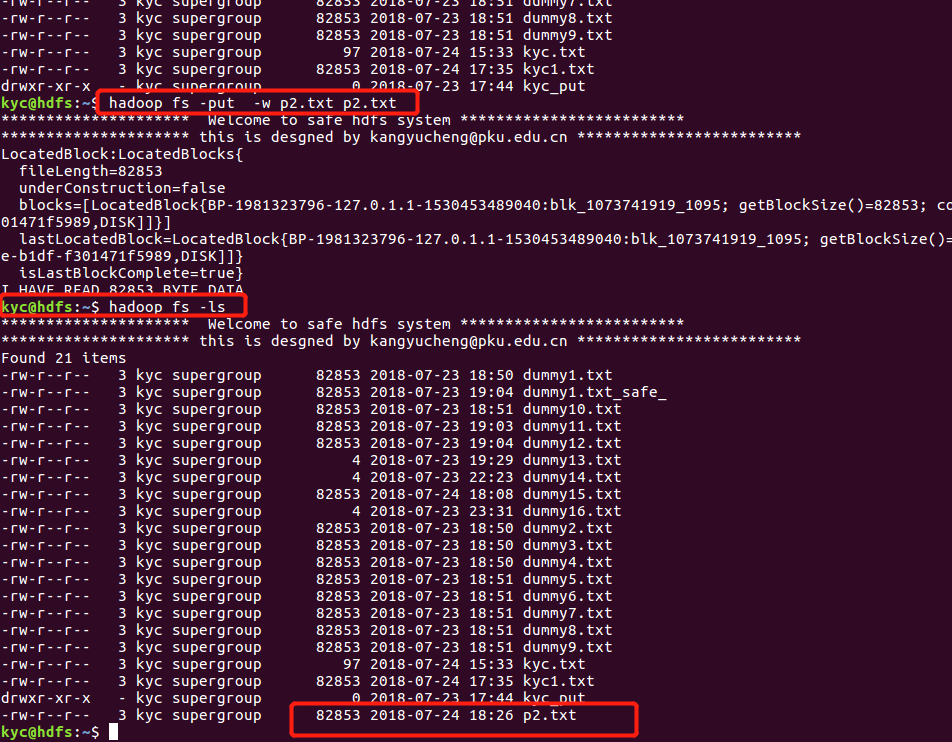 -rw-r--r--   3 kyc supergroup      82853 2018-07-23 18:51 dummy7.txt
-rw-r--r--   3 kyc supergroup      82853 2018-07-23 18:51 dummy8.txt
-rw-r--r--   3 kyc supergroup      82853 2018-07-23 18:51 dummy9.txt
-rw-r--r--   3 kyc supergroup         97 2018-07-24 15:33 kyc.txt
-rw-r--r--   3 kyc supergroup      82853 2018-07-24 17:35 kyc1.txt
drwxr-xr-x   - kyc supergroup          0 2018-07-23 17:44 kyc_put
kyc@hdfs:~$ hadoop fs -put  -w p2.txt p2.txt
*********************  Welcome to safe hdfs system *************************
********************* this is desgned by kangyucheng@pku.edu.cn *************************
LocatedBlock:LocatedBlocks{
  fileLength=82853
  underConstruction=false
  blocks=[LocatedBlock{BP-1981323796-127.0.1.1-1530453489040:blk_1073741919_1095; getBlockSize()=82853; co
01471f5989,DISK]]}]
  lastLocatedBlock=LocatedBlock{BP-1981323796-127.0.1.1-1530453489040:blk_1073741919_1095; getBlockSize()=
e-b1df-f301471f5989,DISK]]}
  isLastBlockComplete=true}
I HAVE READ 82853 BYTE DATA
kyc@hdfs:~$ hadoop fs -ls
*********************  Welcome to safe hdfs system *************************
********************* this is desgned by kangyucheng@pku.edu.cn *************************
Found 21 items
-rw-r--r--   3 kyc supergroup      82853 2018-07-23 18:50 dummy1.txt
-rw-r--r--   3 kyc supergroup      82853 2018-07-23 19:04 dummy1.txt_safe_
-rw-r--r--   3 kyc supergroup      82853 2018-07-23 18:51 dummy10.txt
-rw-r--r--   3 kyc supergroup      82853 2018-07-23 19:03 dummy11.txt
-rw-r--r--   3 kyc supergroup      82853 2018-07-23 19:04 dummy12.txt
-rw-r--r--   3 kyc supergroup          4 2018-07-23 19:29 dummy13.txt
-rw-r--r--   3 kyc supergroup          4 2018-07-23 22:23 dummy14.txt
-rw-r--r--   3 kyc supergroup      82853 2018-07-24 18:08 dummy15.txt
-rw-r--r--   3 kyc supergroup          4 2018-07-23 23:31 dummy16.txt
-rw-r--r--   3 kyc supergroup      82853 2018-07-23 18:50 dummy2.txt
-rw-r--r--   3 kyc supergroup      82853 2018-07-23 18:50 dummy3.txt
-rw-r--r--   3 kyc supergroup      82853 2018-07-23 18:50 dummy4.txt
-rw-r--r--   3 kyc supergroup      82853 2018-07-23 18:51 dummy5.txt
-rw-r--r--   3 kyc supergroup      82853 2018-07-23 18:51 dummy6.txt
-rw-r--r--   3 kyc supergroup      82853 2018-07-23 18:51 dummy7.txt
-rw-r--r--   3 kyc supergroup      82853 2018-07-23 18:51 dummy8.txt
-rw-r--r--   3 kyc supergroup      82853 2018-07-23 18:51 dummy9.txt
-rw-r--r--   3 kyc supergroup         97 2018-07-24 15:33 kyc.txt
-rw-r--r--   3 kyc supergroup      82853 2018-07-24 17:35 kyc1.txt
drwxr-xr-x   - kyc supergroup          0 2018-07-23 17:44 kyc_put
-rw-r--r--   3 kyc supergroup      82853 2018-07-24 18:26 p2.txt
kyc@hdfs:~$